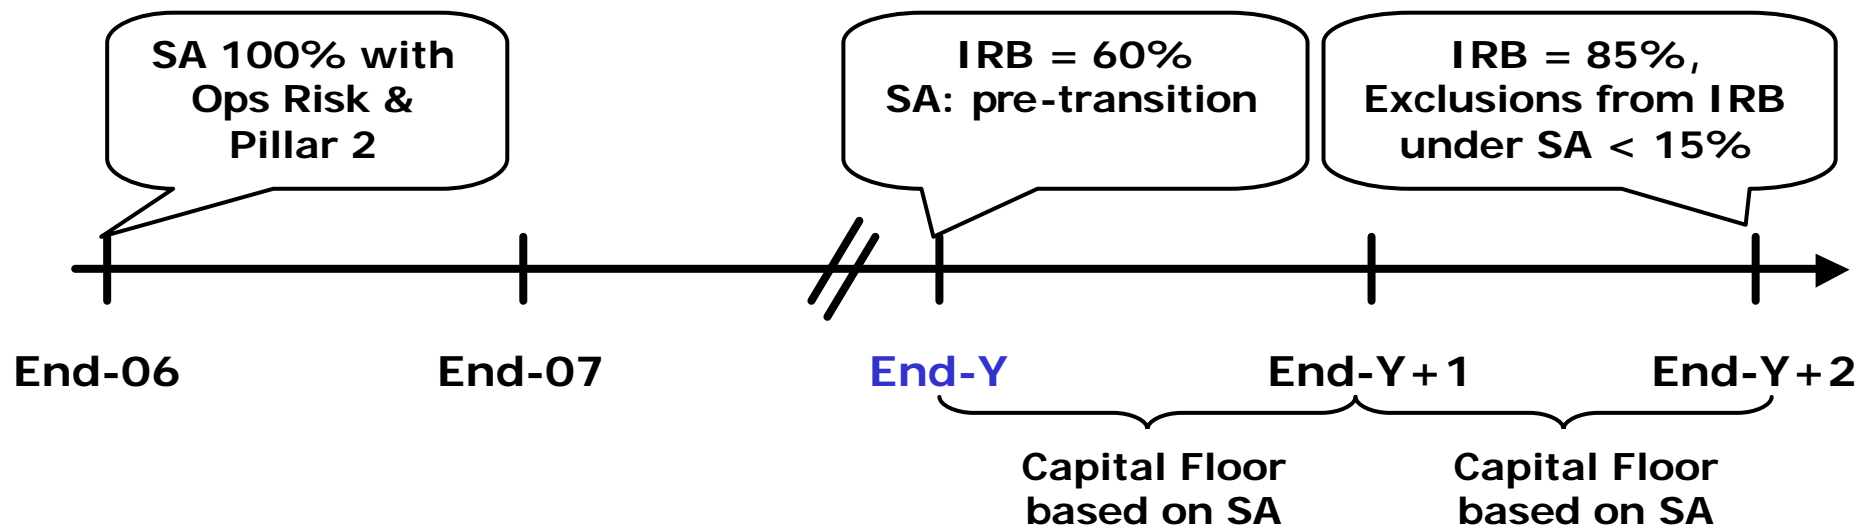 SA 100% with
Ops Risk &
Pillar 2
IRB = 60%
SA: pre-transition
IRB = 85%,
Exclusions from IRB
under SA < 15%
End-06
End-07
End-Y
End-Y+1
End-Y+2
Capital Floor
based on SA
Capital Floor
based on SA